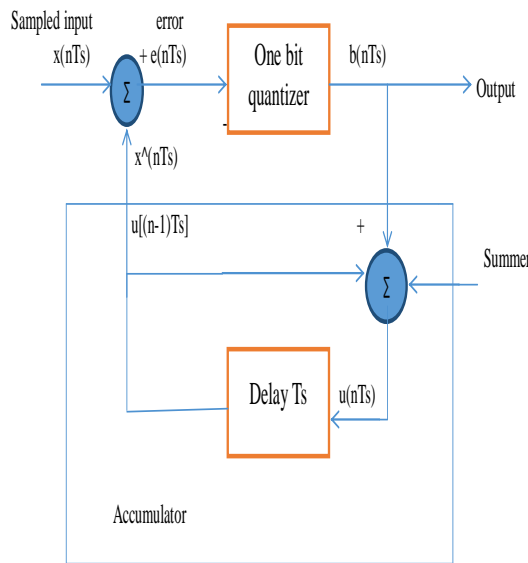 Sampled input
error
x(nTs)
+ e(nTs)
One bit
quantizer
b(nTs)
Σ
Output
-
x^(nTs)
u[(n-1)Ts]
+
Σ
Summer
Delay Ts
u(nTs)
Accumulator